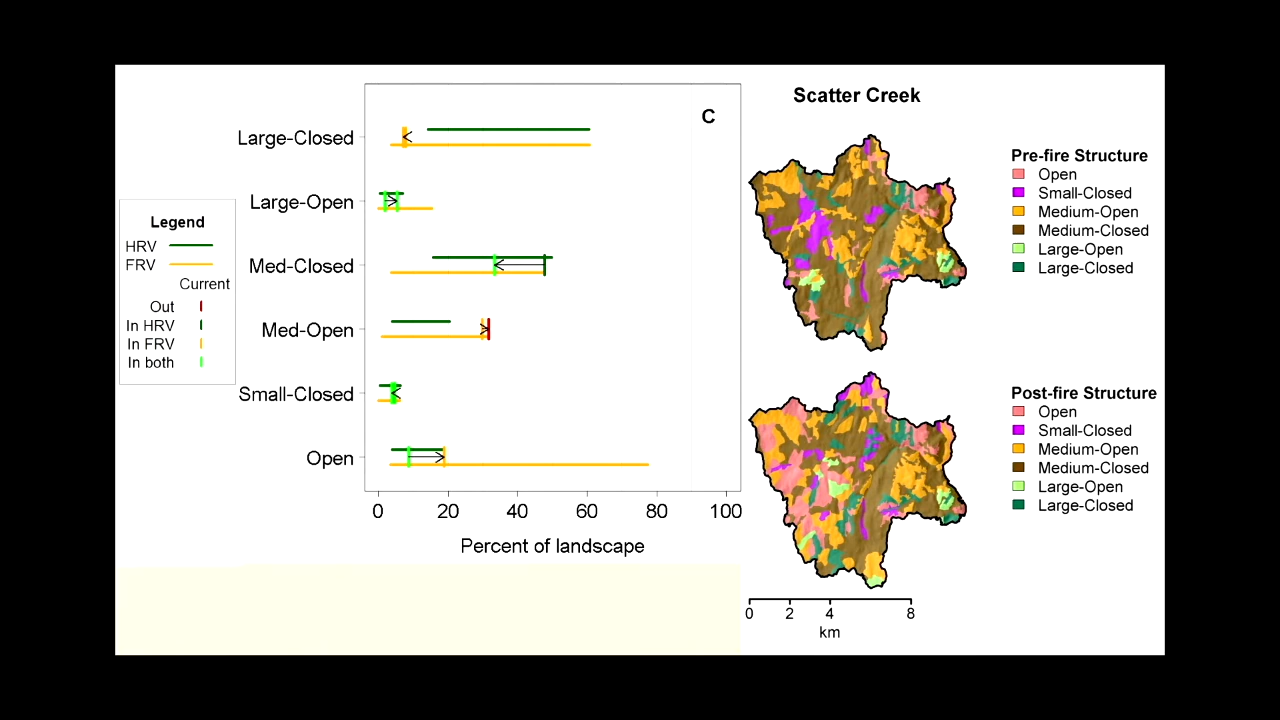 Scatter Creek
C
Large-Closed
Large-Open
Med-Closed
Med-Open
Small-Closed
Open
0 20 40 60 80 100
Percent of landscape
Legend
HRV
FRV
Current
Out
In HRV
In FRV
In both
Pre-fire Structure
Open
Small-Closed
Medium-Open
Medium-Closed
Large-Open
Large-Closed
Post-fire Structure
Open
Small-Closed
Medium-Open
Medium-Closed
Large-Open
Large-Closed
0 2 4 8
km